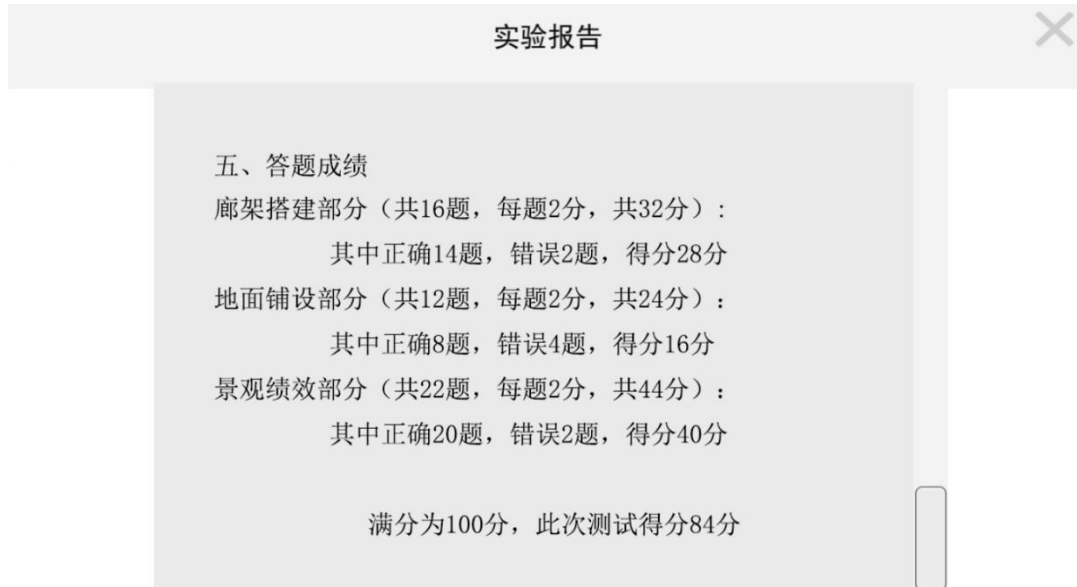 实验报告
五、答题成绩
廊架搭建部分（共16题，每题2分，共32分）:
其中正确14题，错误2题，得分28分
地面铺设部分（共12题，每题2分，共24分）：
其中正确8题，错误4题，得分16分
景观绩效部分（共22题，每题2分，共44分）：
其中正确20题，错误2题，得分40分
满分为100分，此次测试得分84分